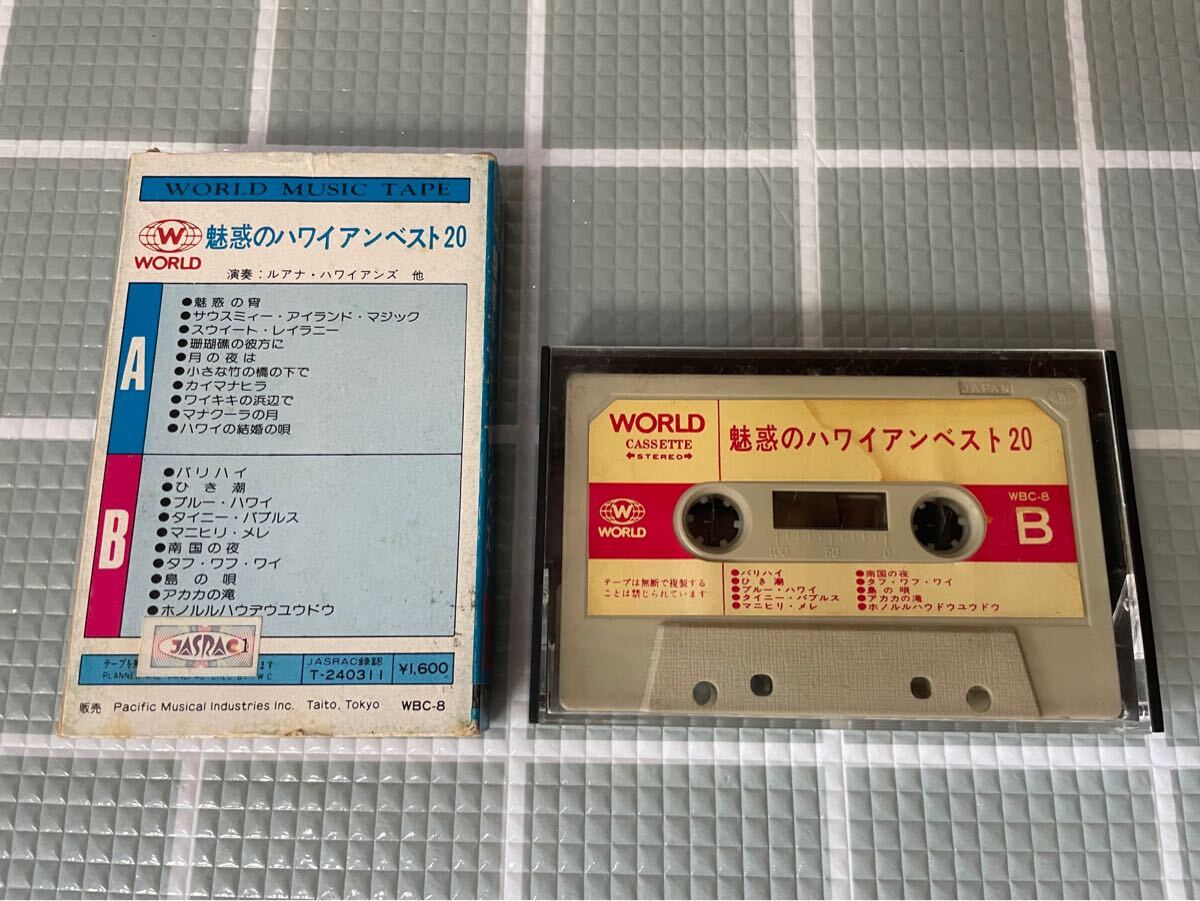 WORLD MUSIC TAPE
W
WORLD
魅惑のハワイアンベスト20
演奏:ルアナ・ハワイアンズ 他
A
●魅惑の宵
●サウスミィー・アイランド・マジック
●スウイート・レイラニー
●珊瑚礁の彼方に
●月の夜は
●小さな竹の橋の下で
●カイマナヒラ
●ワイキキの浜辺で
●マナクーラの月
●ハワイの結婚の唄
B
●バリハイ
●ひき潮
●ブルー・ハワイ
●タイニー・バブルス
●マニヒリ・メレ
●南国の夜
●タフ・ワフ・ワイ
●島の唄
●アカカの滝
●ホノルルハウデウユウドウ
JASRAC 1
テープを無
ます
PLANNE
JASRAC録認
T-240311
¥1,600
販売 Pacific Musical Industries Inc. Taito, Tokyo WBC-8
JAPAN
WORLD
CASSETTE
STEREO
魅惑のハワイアンベスト20
W
WORLD
WBC-8
B
100 50 0
テープは無断で複製する
ことは禁じられています
●バリハイ
●ひき潮
●ブルー・ハワイ
●タイニー・バブルス
●マニヒリ・メレ
●南国の夜
●タフ・ワフ・ワイ
●島の唄
●アカカの滝
●ホノルルハウドウユウドウ